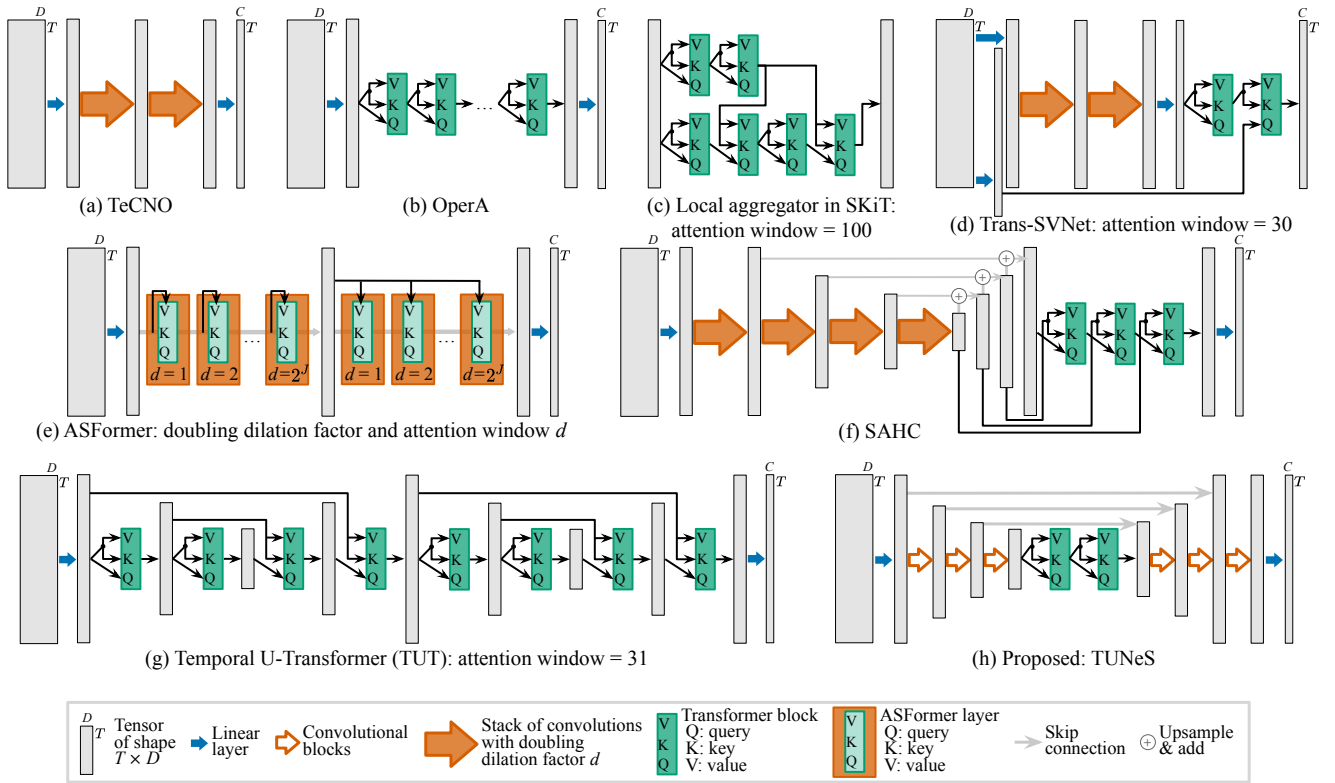 D
T
C
T
(a) TeCNO
D
T
V
K
Q
V
K
Q
...
V
K
Q
C
T
(b) OperA
V
K
Q
V
K
Q
V
K
Q
V
K
Q
V
K
Q
V
K
Q
(c) Local aggregator in SKiT:
attention window = 100
D
T
V
K
Q
V
K
Q
C
T
(d) Trans-SVNet: attention window = 30
D
T
V
K
Q
d = 1
V
K
Q
d = 2
...
V
K
Q
d=2^J
V
K
Q
d = 1
V
K
Q
d = 2
...
V
K
Q
d=2^J
C
T
(e) ASFormer: doubling dilation factor and attention window d
D
T
+
+
+
V
K
Q
V
K
Q
V
K
Q
C
T
(f) SAHC
D
T
V
K
Q
V
K
Q
V
K
Q
V
K
Q
V
K
Q
V
K
Q
V
K
Q
V
K
Q
C
T
(g) Temporal U-Transformer (TUT): attention window = 31
D
T
V
K
Q
V
K
Q
C
T
(h) Proposed: TUNeS
D
T
Tensor
of shape
T × D
Linear
layer
Convolutional
blocks
Stack of convolutions
with doubling
dilation factor d
V
K
Q
Transformer block
Q: query
K: key
V: value
V
K
Q
ASFormer layer
Q: query
K: key
V: value
Skip
connection
+
Upsample
& add